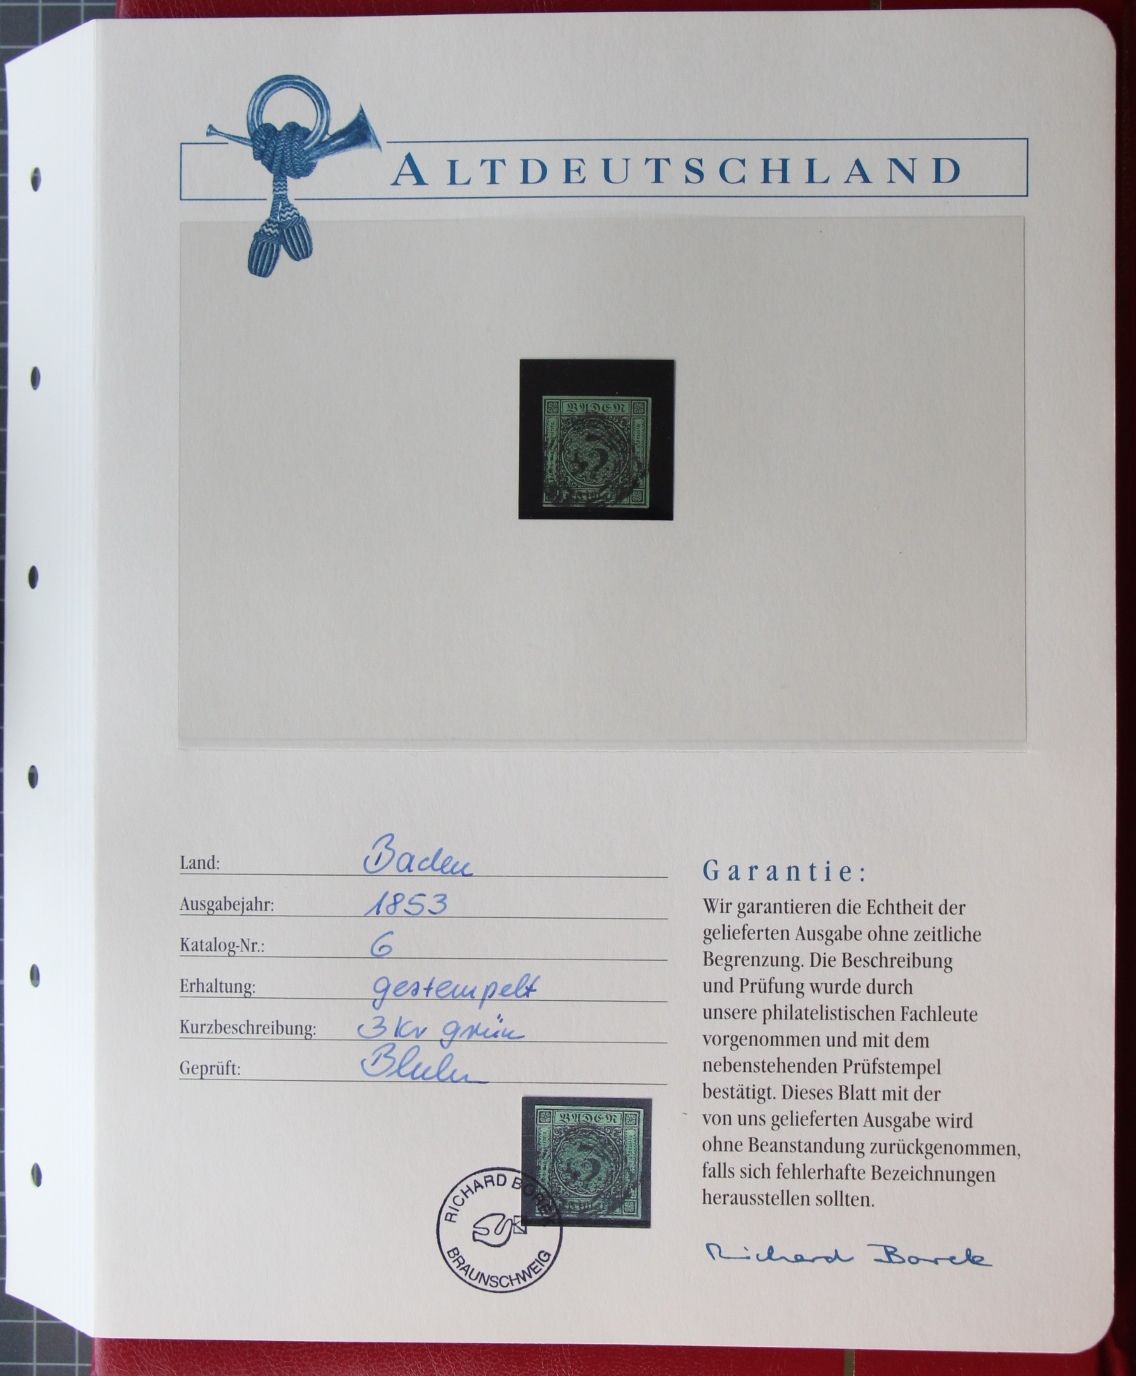 ALTDEUTSCHLAND
BADEN
3
Land: Baden
Ausgabejahr: 1853
Katalog-Nr.: 6
Erhaltung: gestempelt
Kurzbeschreibung: 3 Kr grün
Geprüft:
BADEN
3
RICHARD BOREK
BRAUNSCHWEIG
Garantie:
Wir garantieren die Echtheit der
gelieferten Ausgabe ohne zeitliche
Begrenzung. Die Beschreibung
und Prüfung wurde durch
unsere philatelistischen Fachleute
vorgenommen und mit dem
nebenstehenden Prüfstempel
bestätigt. Dieses Blatt mit der
von uns gelieferten Ausgabe wird
ohne Beanstandung zurückgenommen,
falls sich fehlerhafte Bezeichnungen
herausstellen sollten.
Richard Borek